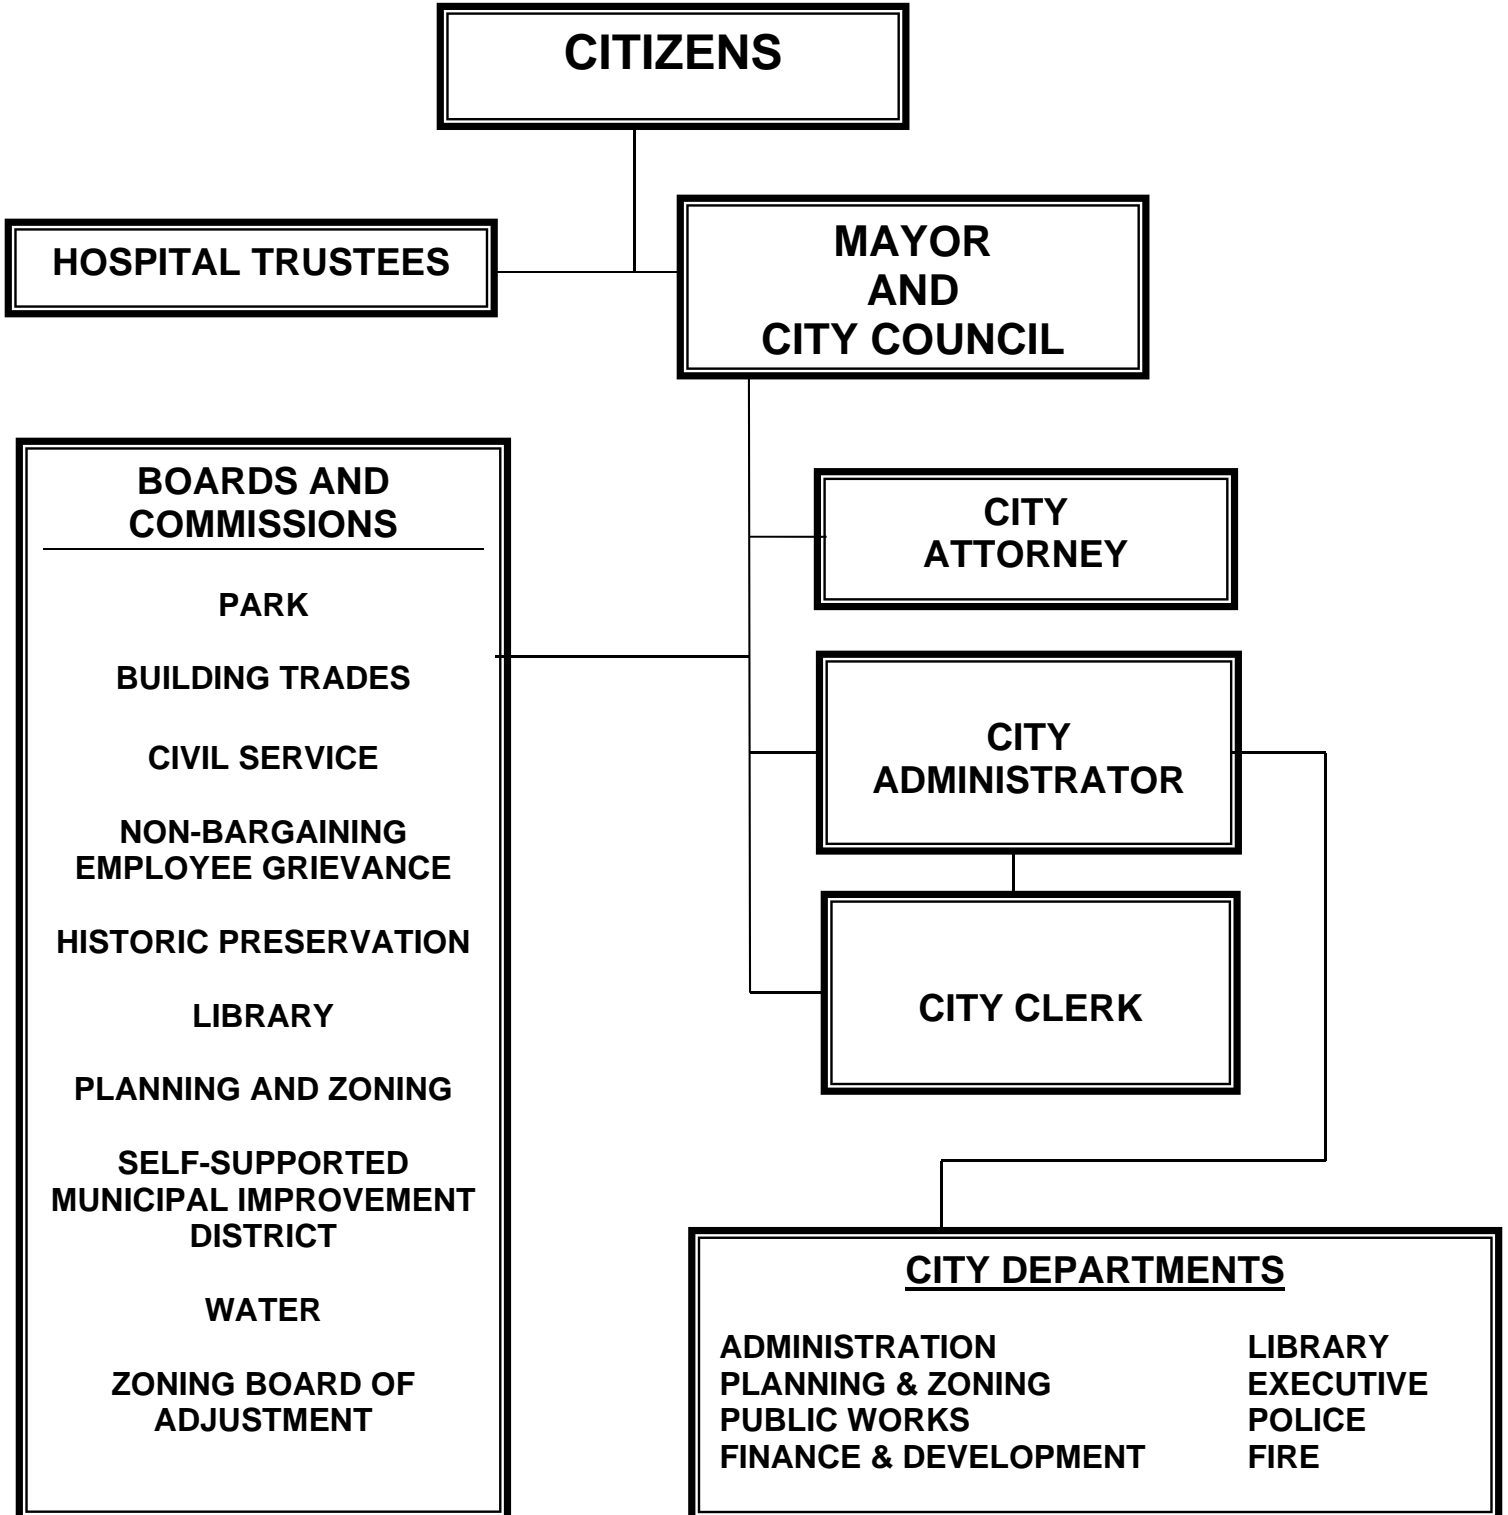 CITIZENS
HOSPITAL TRUSTEES
MAYOR
AND
CITY COUNCIL
BOARDS AND
COMMISSIONS
PARK
BUILDING TRADES
CIVIL SERVICE
NON-BARGAINING
EMPLOYEE GRIEVANCE
HISTORIC PRESERVATION
LIBRARY
PLANNING AND ZONING
SELF-SUPPORTED
MUNICIPAL IMPROVEMENT
DISTRICT
WATER
ZONING BOARD OF
ADJUSTMENT
CITY
ATTORNEY
CITY
ADMINISTRATOR
CITY CLERK
CITY DEPARTMENTS
ADMINISTRATION LIBRARY
PLANNING & ZONING EXECUTIVE
PUBLIC WORKS POLICE
FINANCE & DEVELOPMENT FIRE